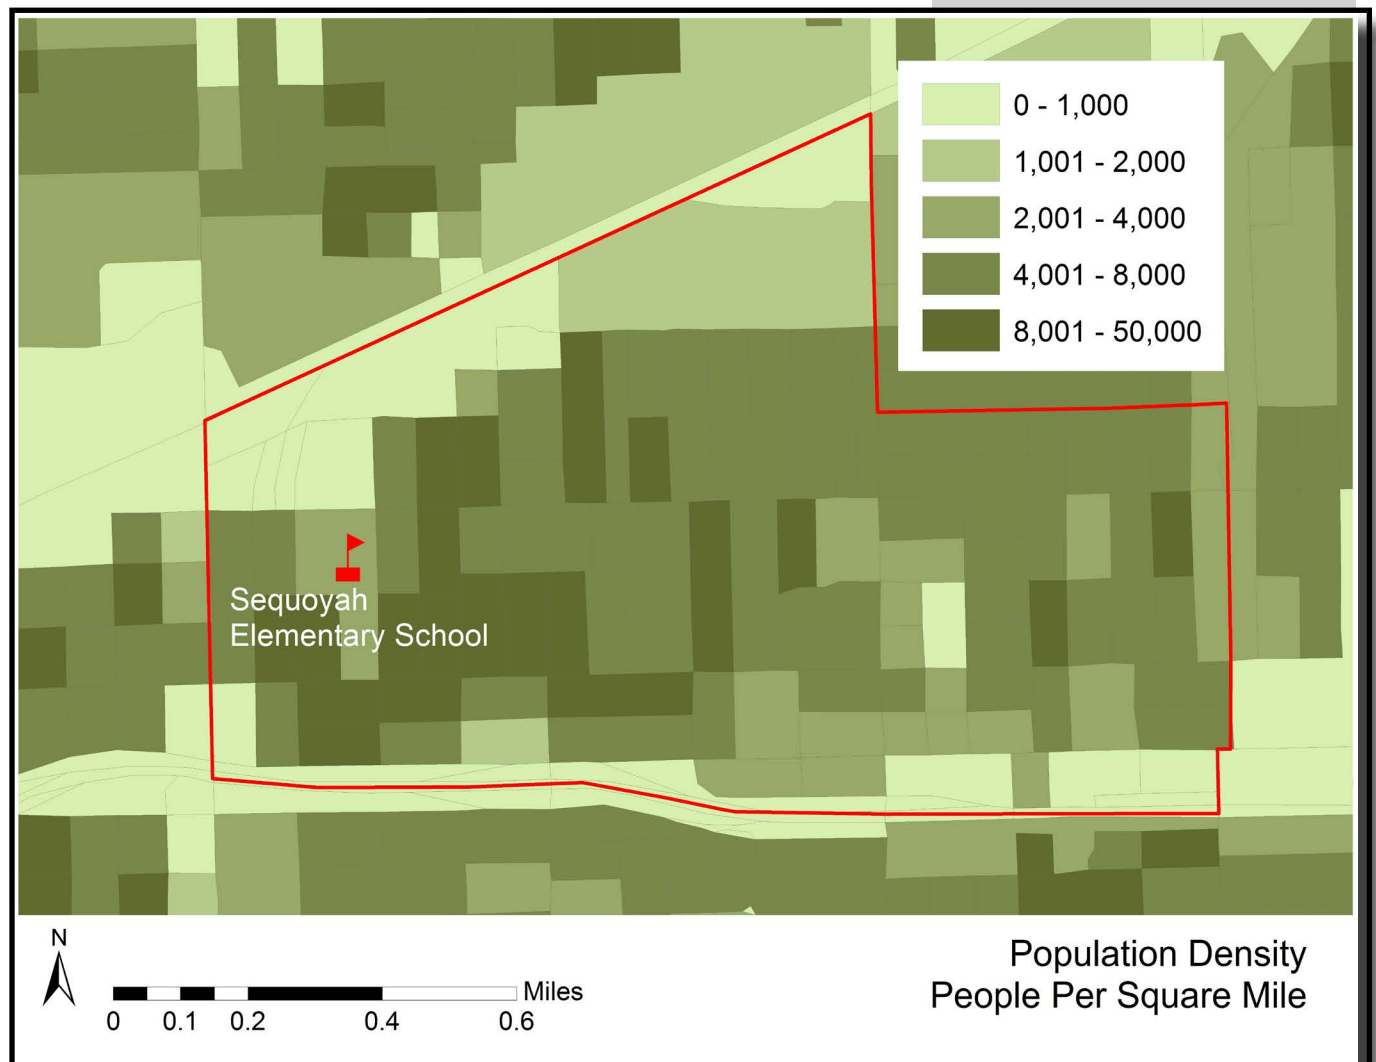 0 - 1,000
1,001 - 2,000
2,001 - 4,000
4,001 - 8,000
8,001 - 50,000
Sequoyah
Elementary School
N
Miles
0 0.1 0.2 0.4 0.6
Population Density
People Per Square Mile